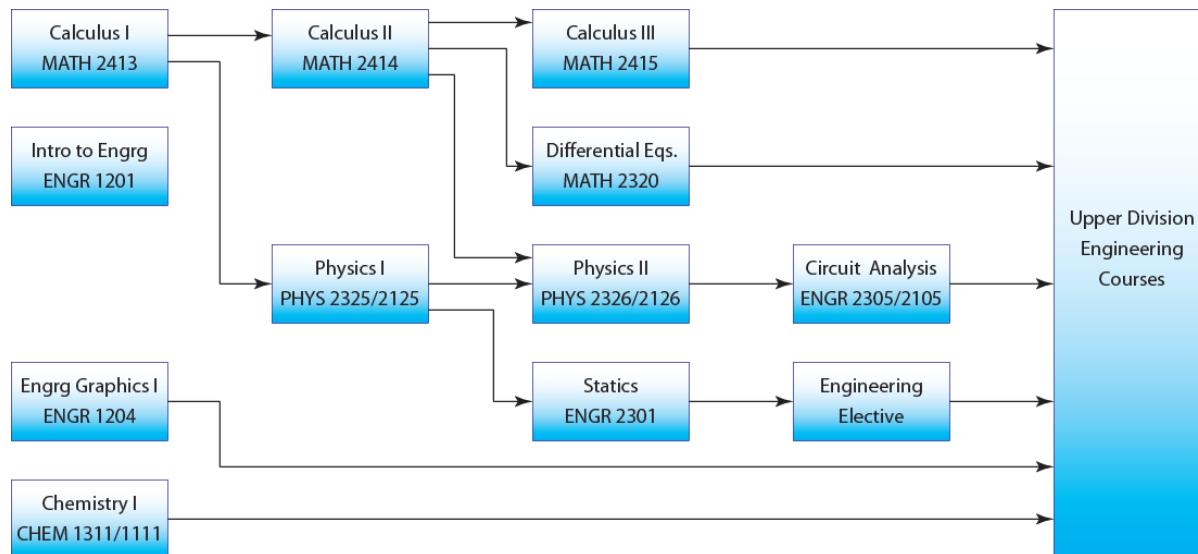 Calculus I
MATH 2413
Calculus II
MATH 2414
Calculus III
MATH 2415
Intro to Engrg
ENGR 1201
Differential Eqs.
MATH 2320
Physics I
PHYS 2325/2125
Physics II
PHYS 2326/2126
Circuit Analysis
ENGR 2305/2105
Upper Division
Engineering
Courses
Engrg Graphics I
ENGR 1204
Statics
ENGR 2301
Engineering
Elective
Chemistry I
CHEM 1311/1111